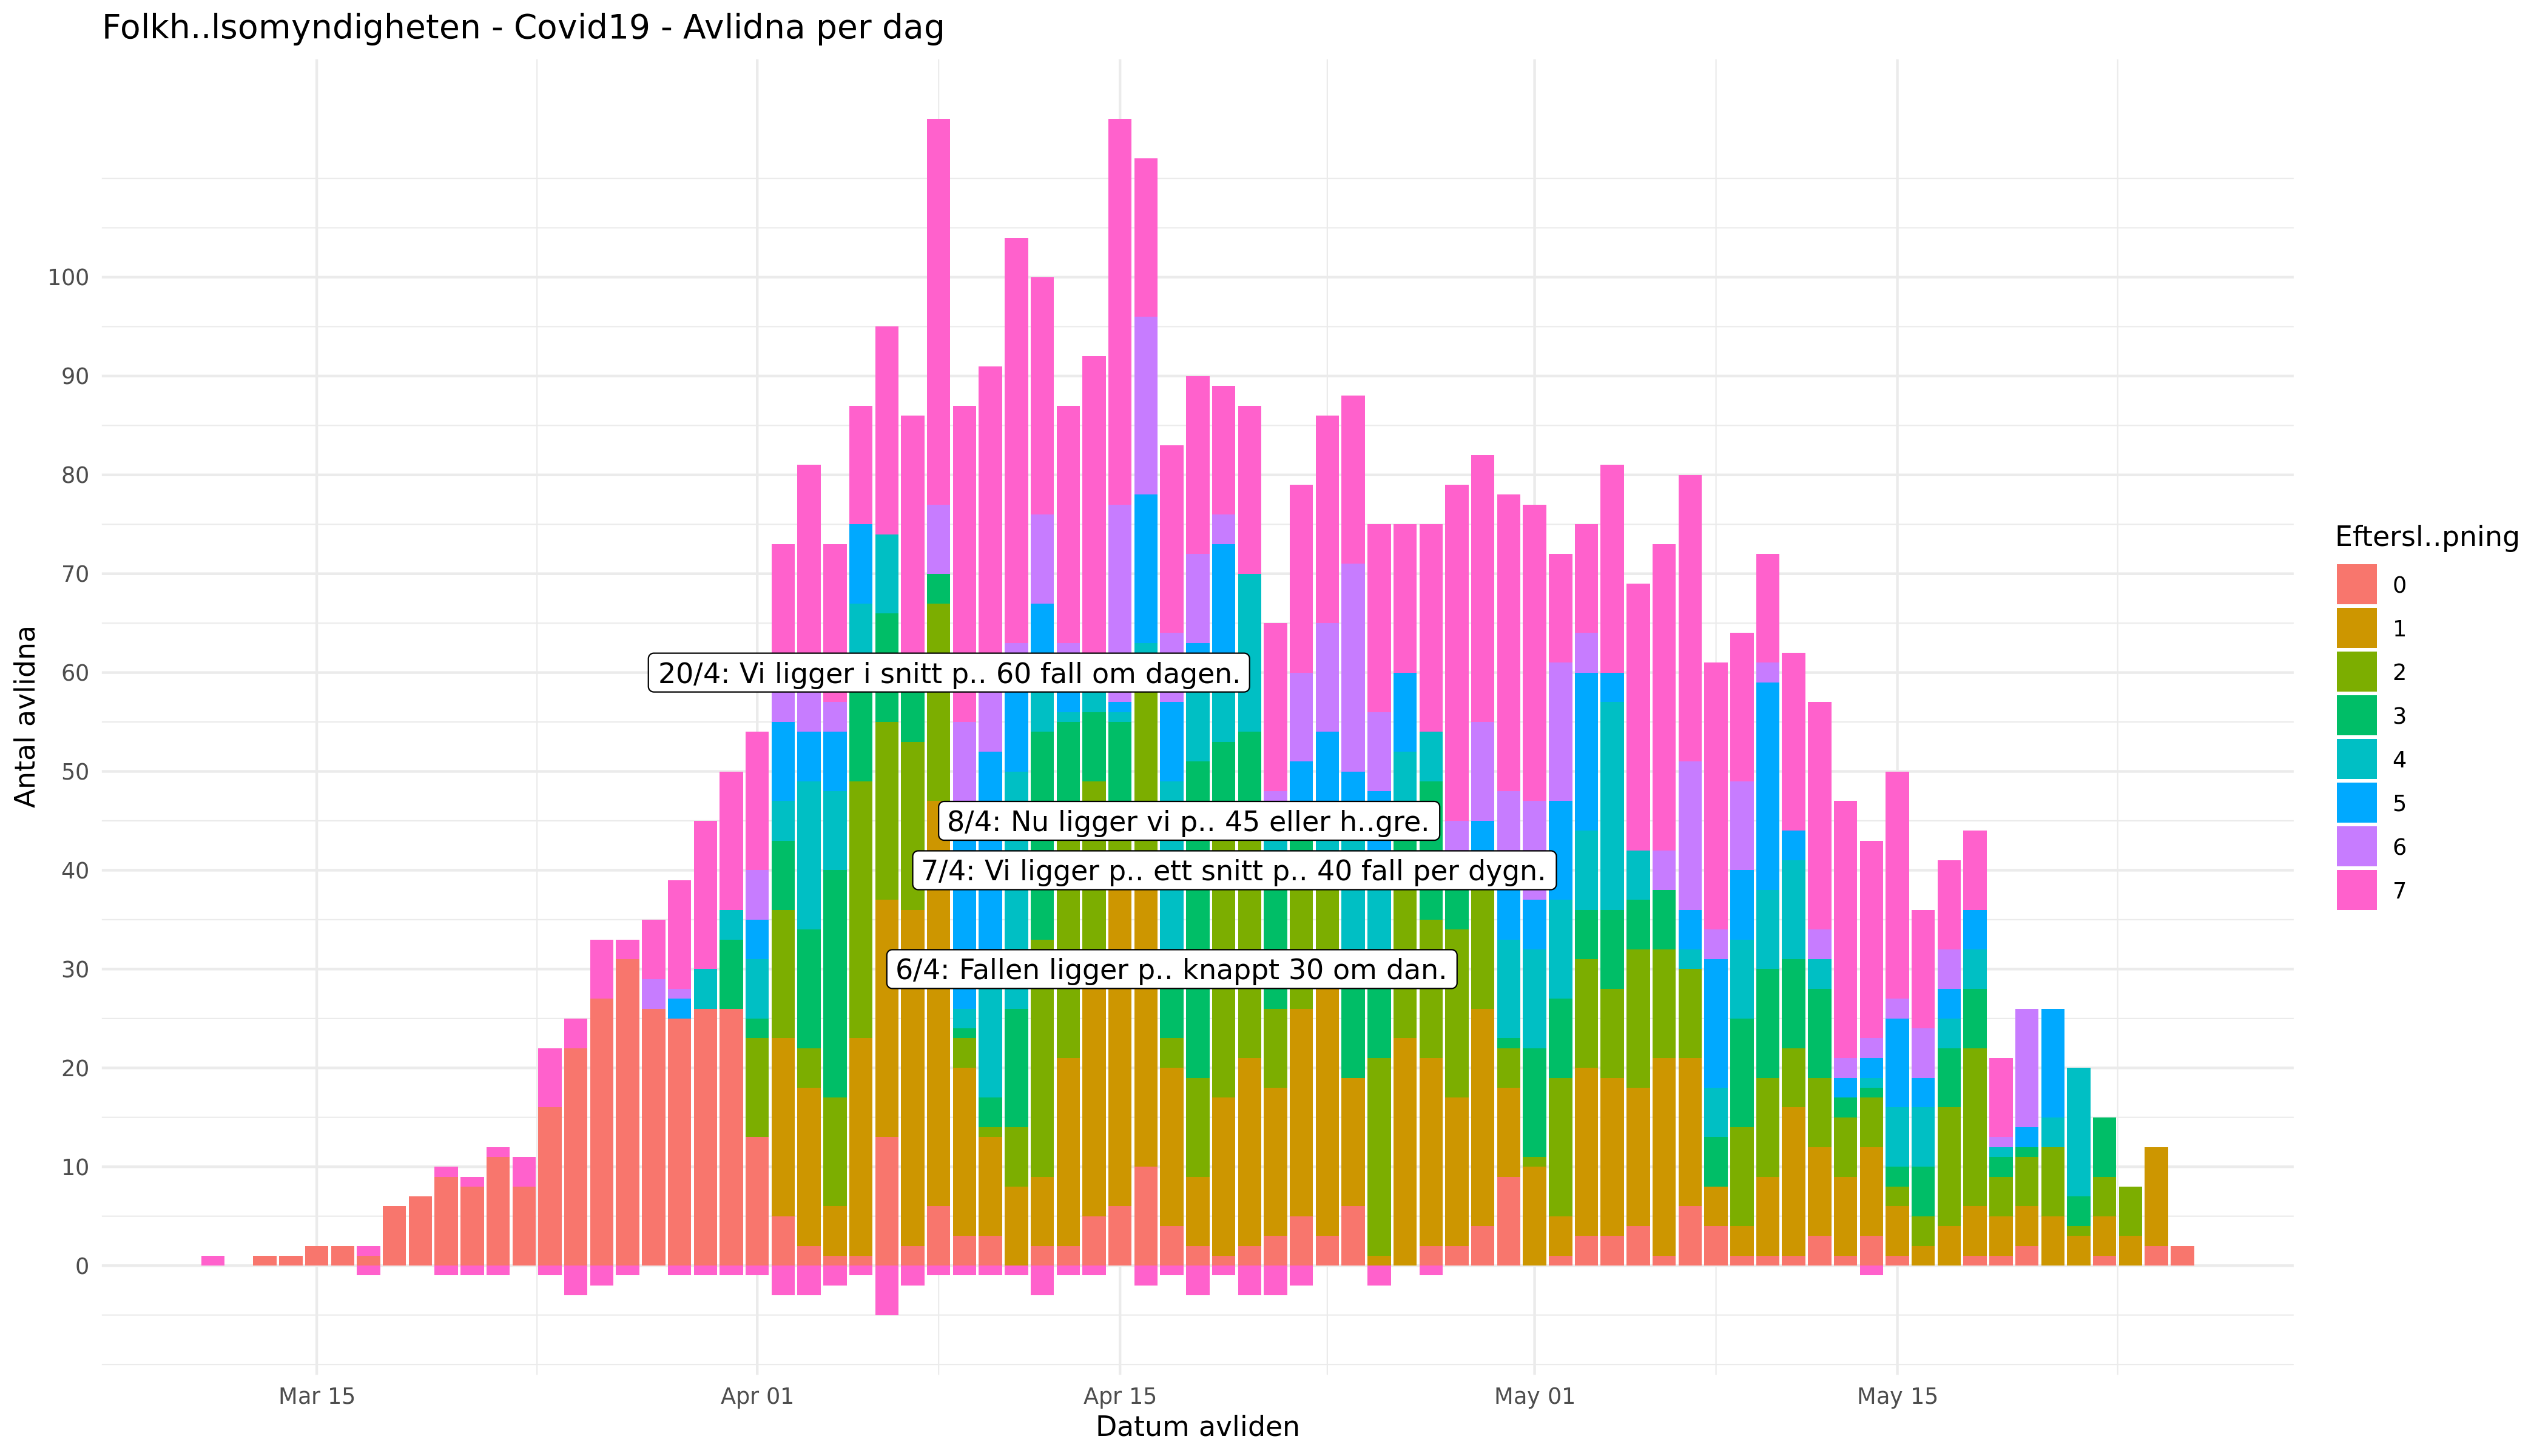 Folkh..lsomyndigheten - Covid19 - Avlidna per dag
Antal avlidna
100
90
80
70
60
50
40
30
20
10
0
20/4: Vi ligger i snitt p.. 60 fall om dagen.
8/4: Nu ligger vi p.. 45 eller h..gre.
7/4: Vi ligger p.. ett snitt p.. 40 fall per dygn.
6/4: Fallen ligger p.. knappt 30 om dan.
Mar 15
Apr 01
Apr 15
May 01
May 15
Datum avliden
Eftersl..pning
0
1
2
3
4
5
6
7